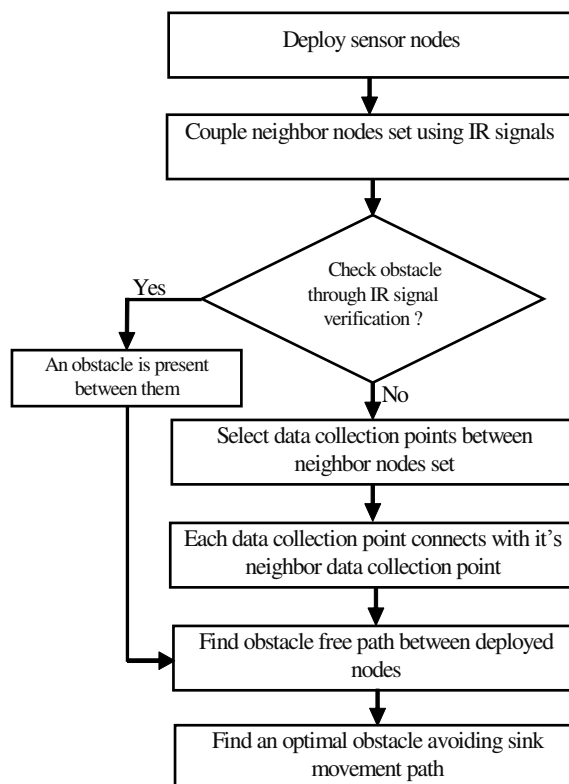 Deploy sensor nodes
Couple neighbor nodes set using IR signals
Check obstacle
through IR signal
verification ?
Yes
An obstacle is present
between them
No
Select data collection points between
neighbor nodes set
Each data collection point connects with it's
neighbor data collection point
Find obstacle free path between deployed
nodes
Find an optimal obstacle avoiding sink
movement path